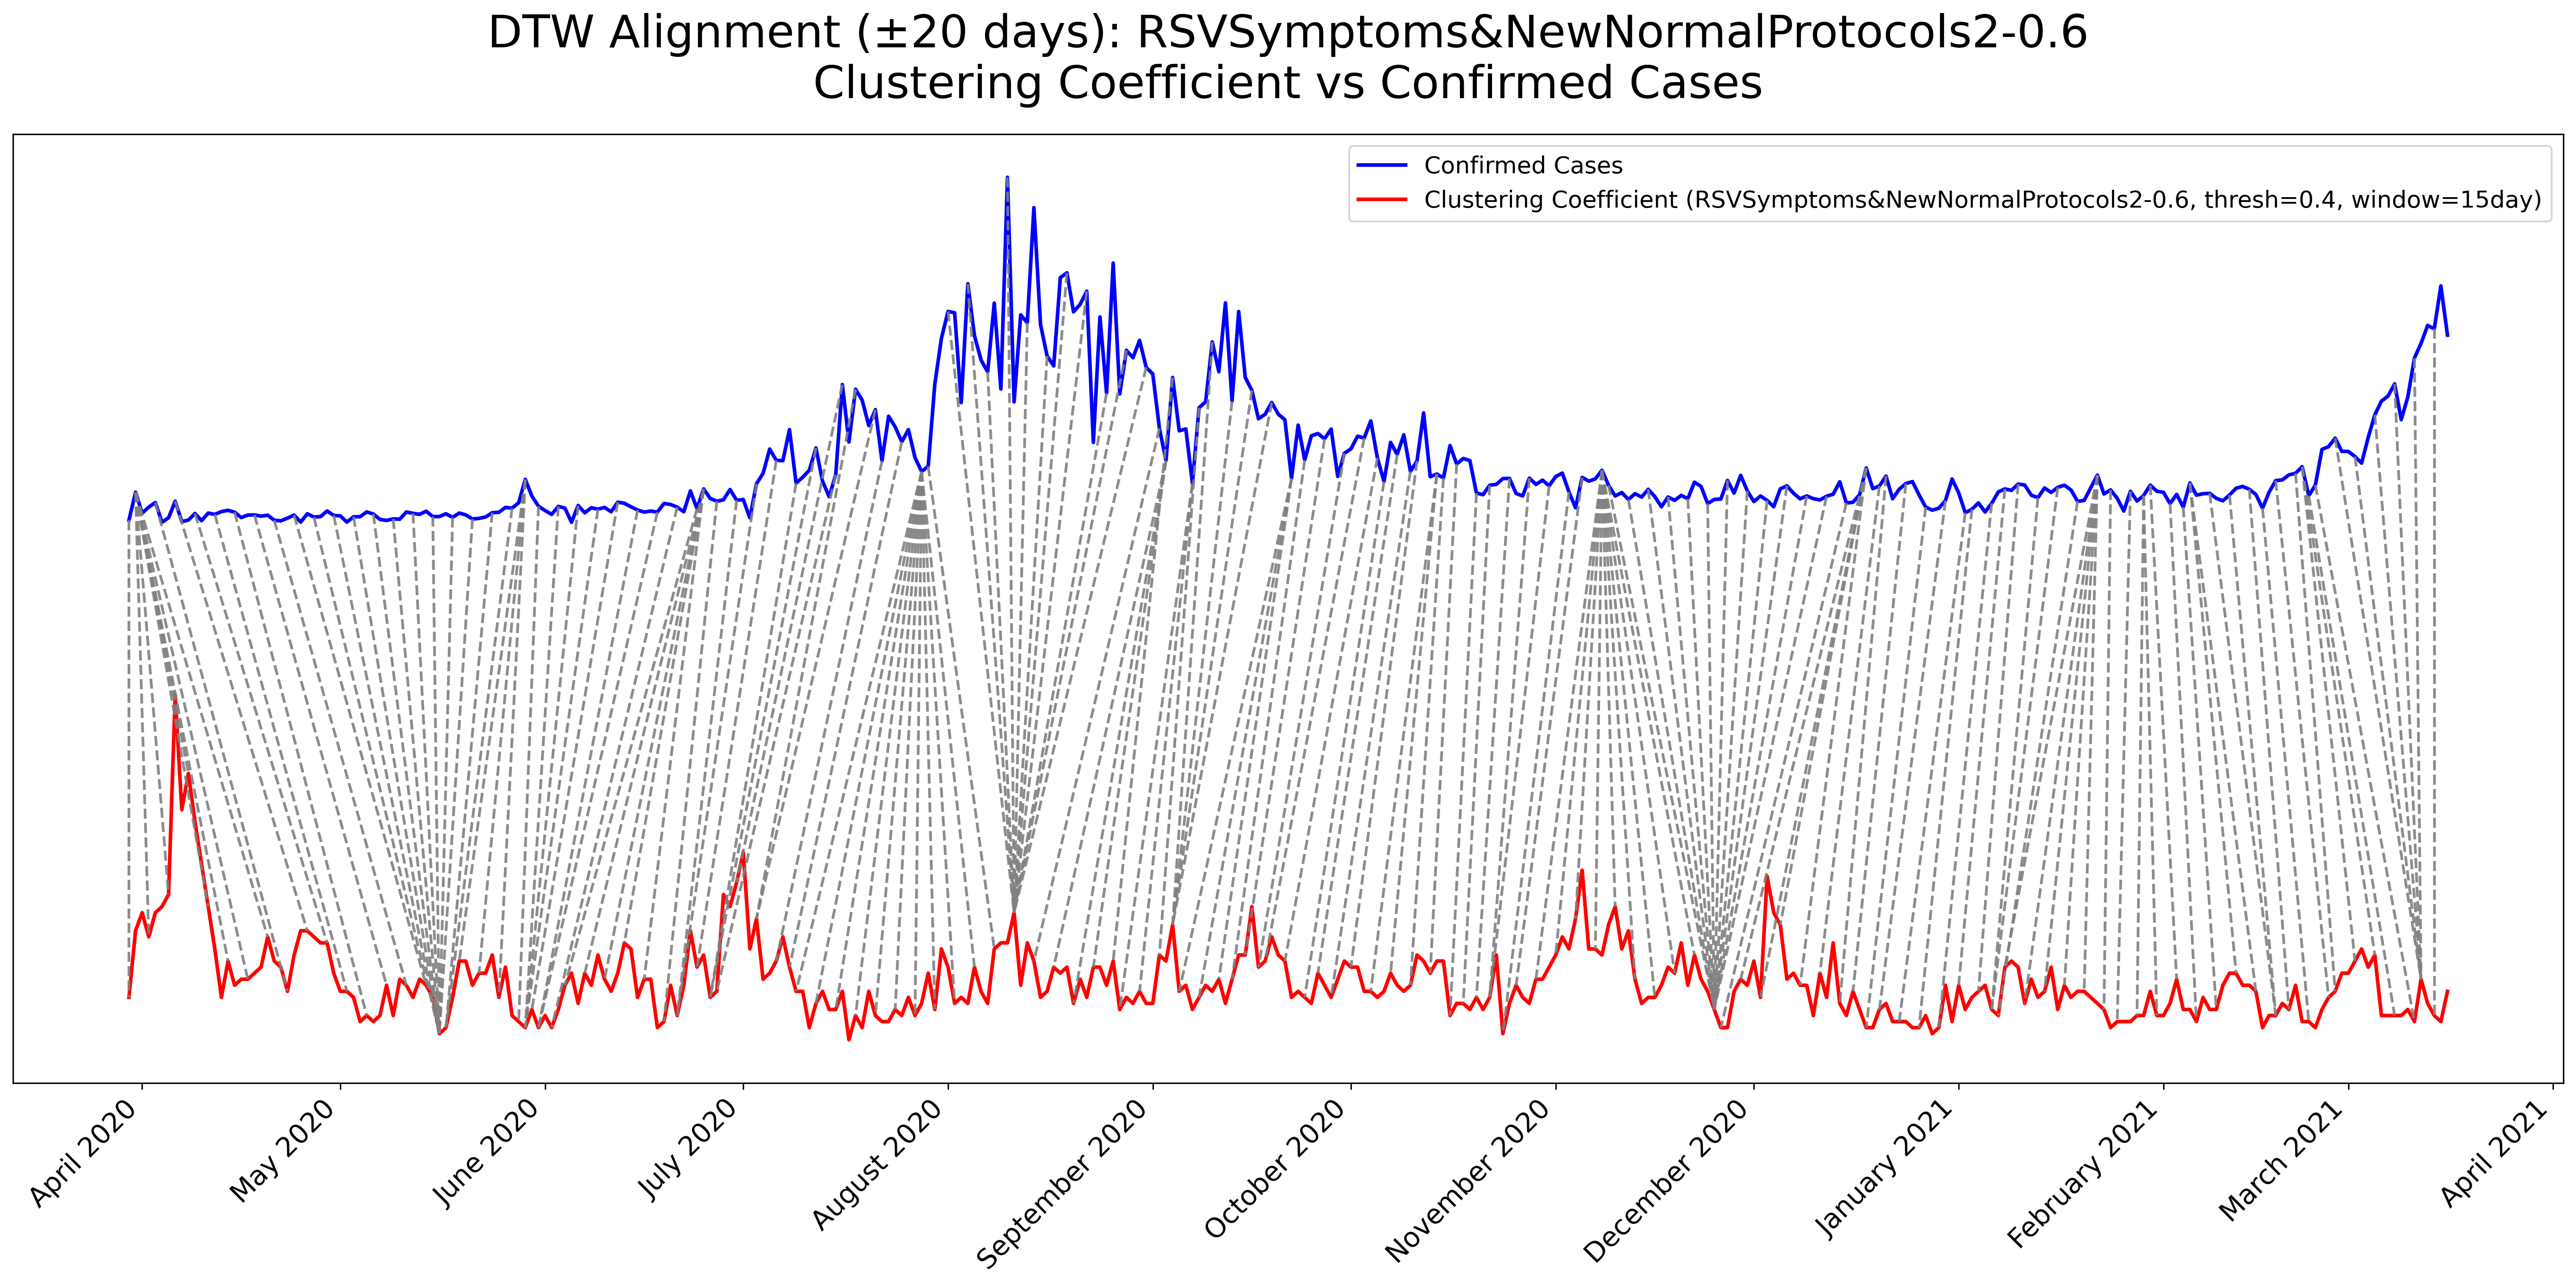 DTW Alignment (±20 days): RSVSymptoms&NewNormalProtocols2-0.6
Clustering Coefficient vs Confirmed Cases
Confirmed Cases
Clustering Coefficient (RSVSymptoms&NewNormalProtocols2-0.6, thresh=0.4, window=15day)
April 2020
May 2020
June 2020
July 2020
August 2020
September 2020
October 2020
November 2020
December 2020
January 2021
February 2021
March 2021
April 2021